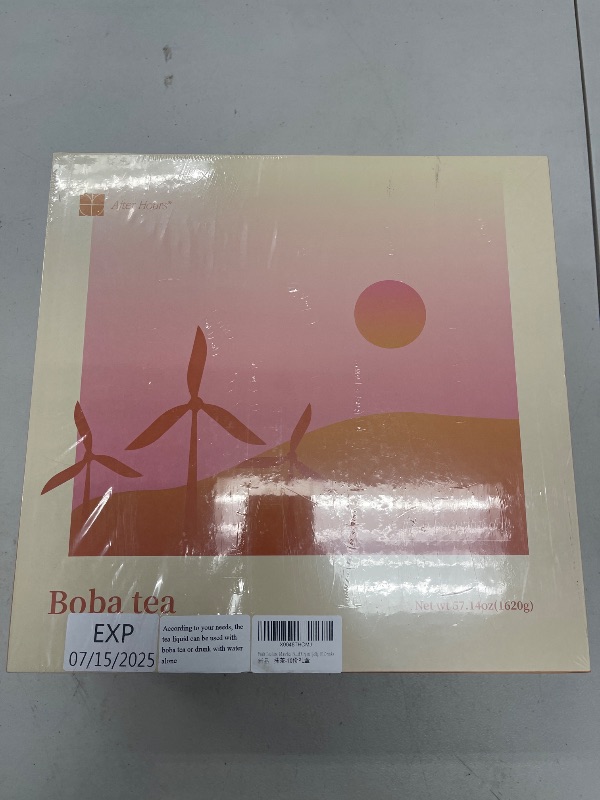 After Hours®
Boba tea
Net wt 57.14oz(1620g)
EXP
07/15/2025
According to your needs, the
tea liquid can be used with
boba tea or drunk with water
alone